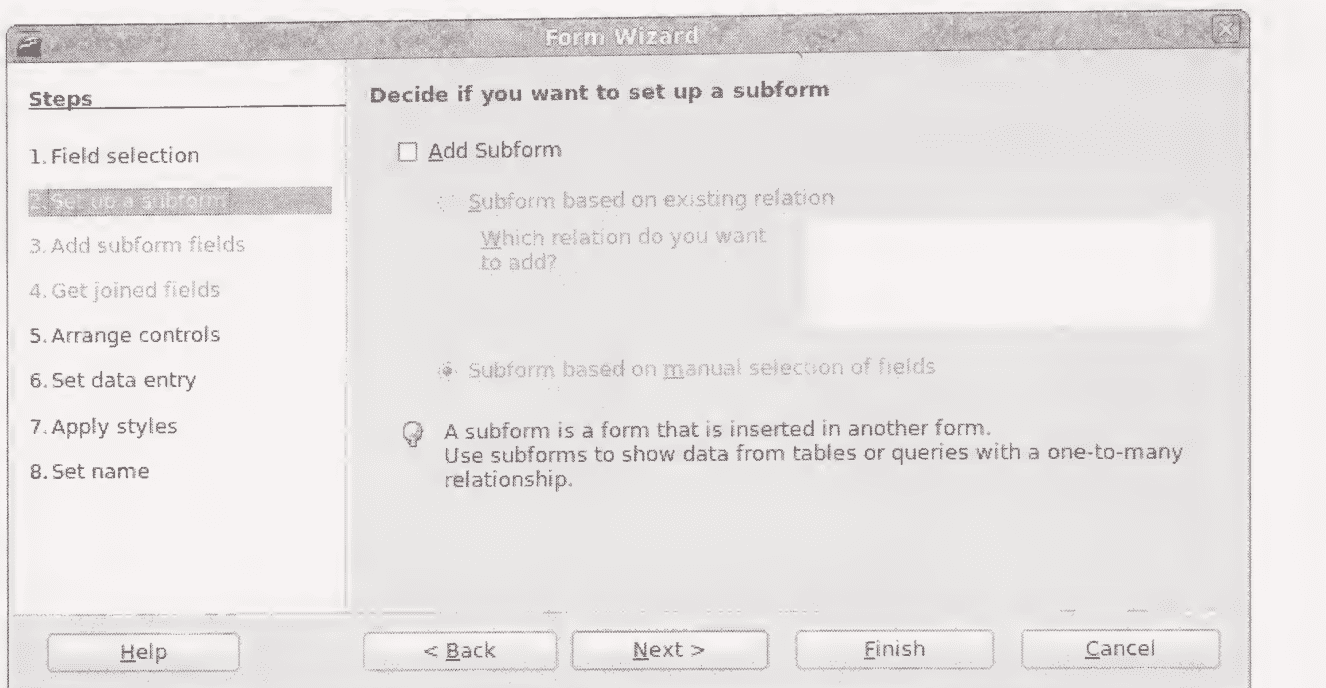 Form Wizard
Steps
1. Field selection
2. Set up a subform
3. Add subform fields
4. Get joined fields
5. Arrange controls
6. Set data entry
7. Apply styles
8. Set name
Decide if you want to set up a subform
Add Subform
Subform based on existing relation
Which relation do you want
to add?
Subform based on manual selection of fields
A subform is a form that is inserted in another form.
Use subforms to show data from tables or queries with a one-to-many
relationship.
Help
< Back
Next >
Finish
Cancel